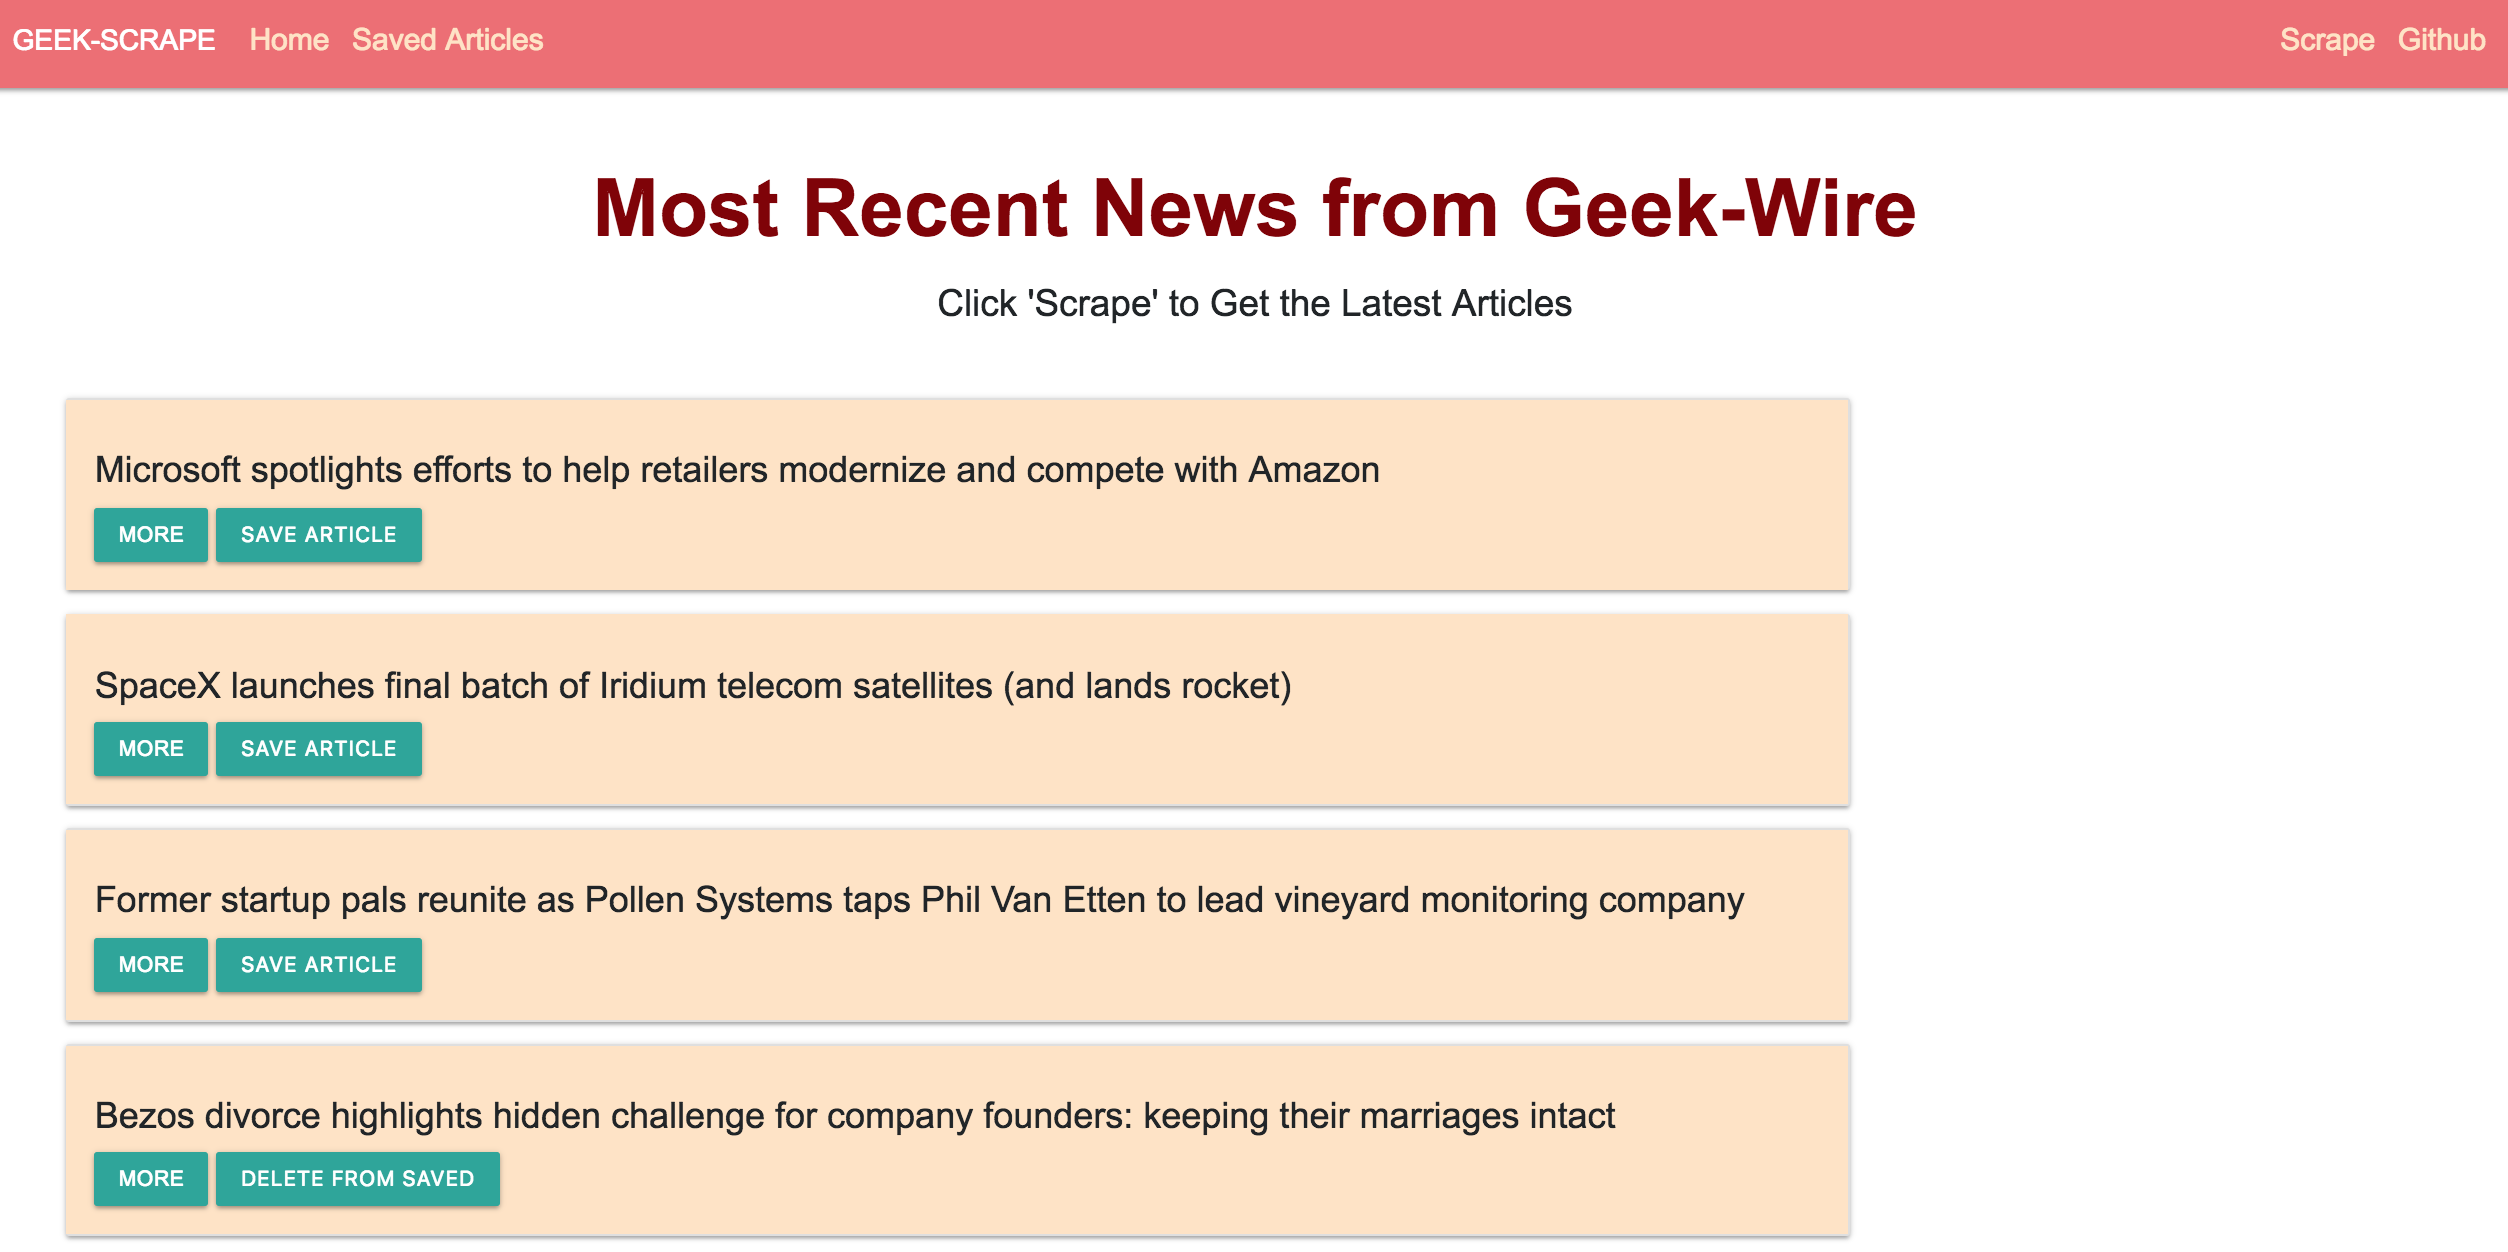 GEEK-SCRAPE Home Saved Articles Scrape Github
Most Recent News from Geek-Wire
Click 'Scrape' to Get the Latest Articles
Microsoft spotlights efforts to help retailers modernize and compete with Amazon
MORE SAVE ARTICLE
SpaceX launches final batch of Iridium telecom satellites (and lands rocket)
MORE SAVE ARTICLE
Former startup pals reunite as Pollen Systems taps Phil Van Etten to lead vineyard monitoring company
MORE SAVE ARTICLE
Bezos divorce highlights hidden challenge for company founders: keeping their marriages intact
MORE DELETE FROM SAVED